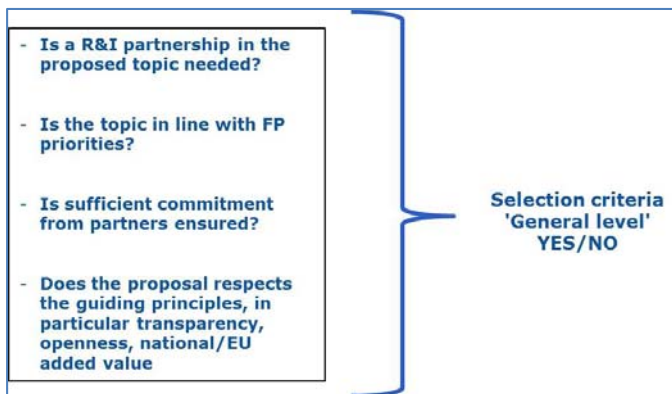 - Is a R&I partnership in the
proposed topic needed?
- Is the topic in line with FP
priorities?
- Is sufficient commitment
from partners ensured?
- Does the proposal respects
the guiding principles, in
particular transparency,
openness, national/EU
added value
Selection criteria
'General level'
YES/NO